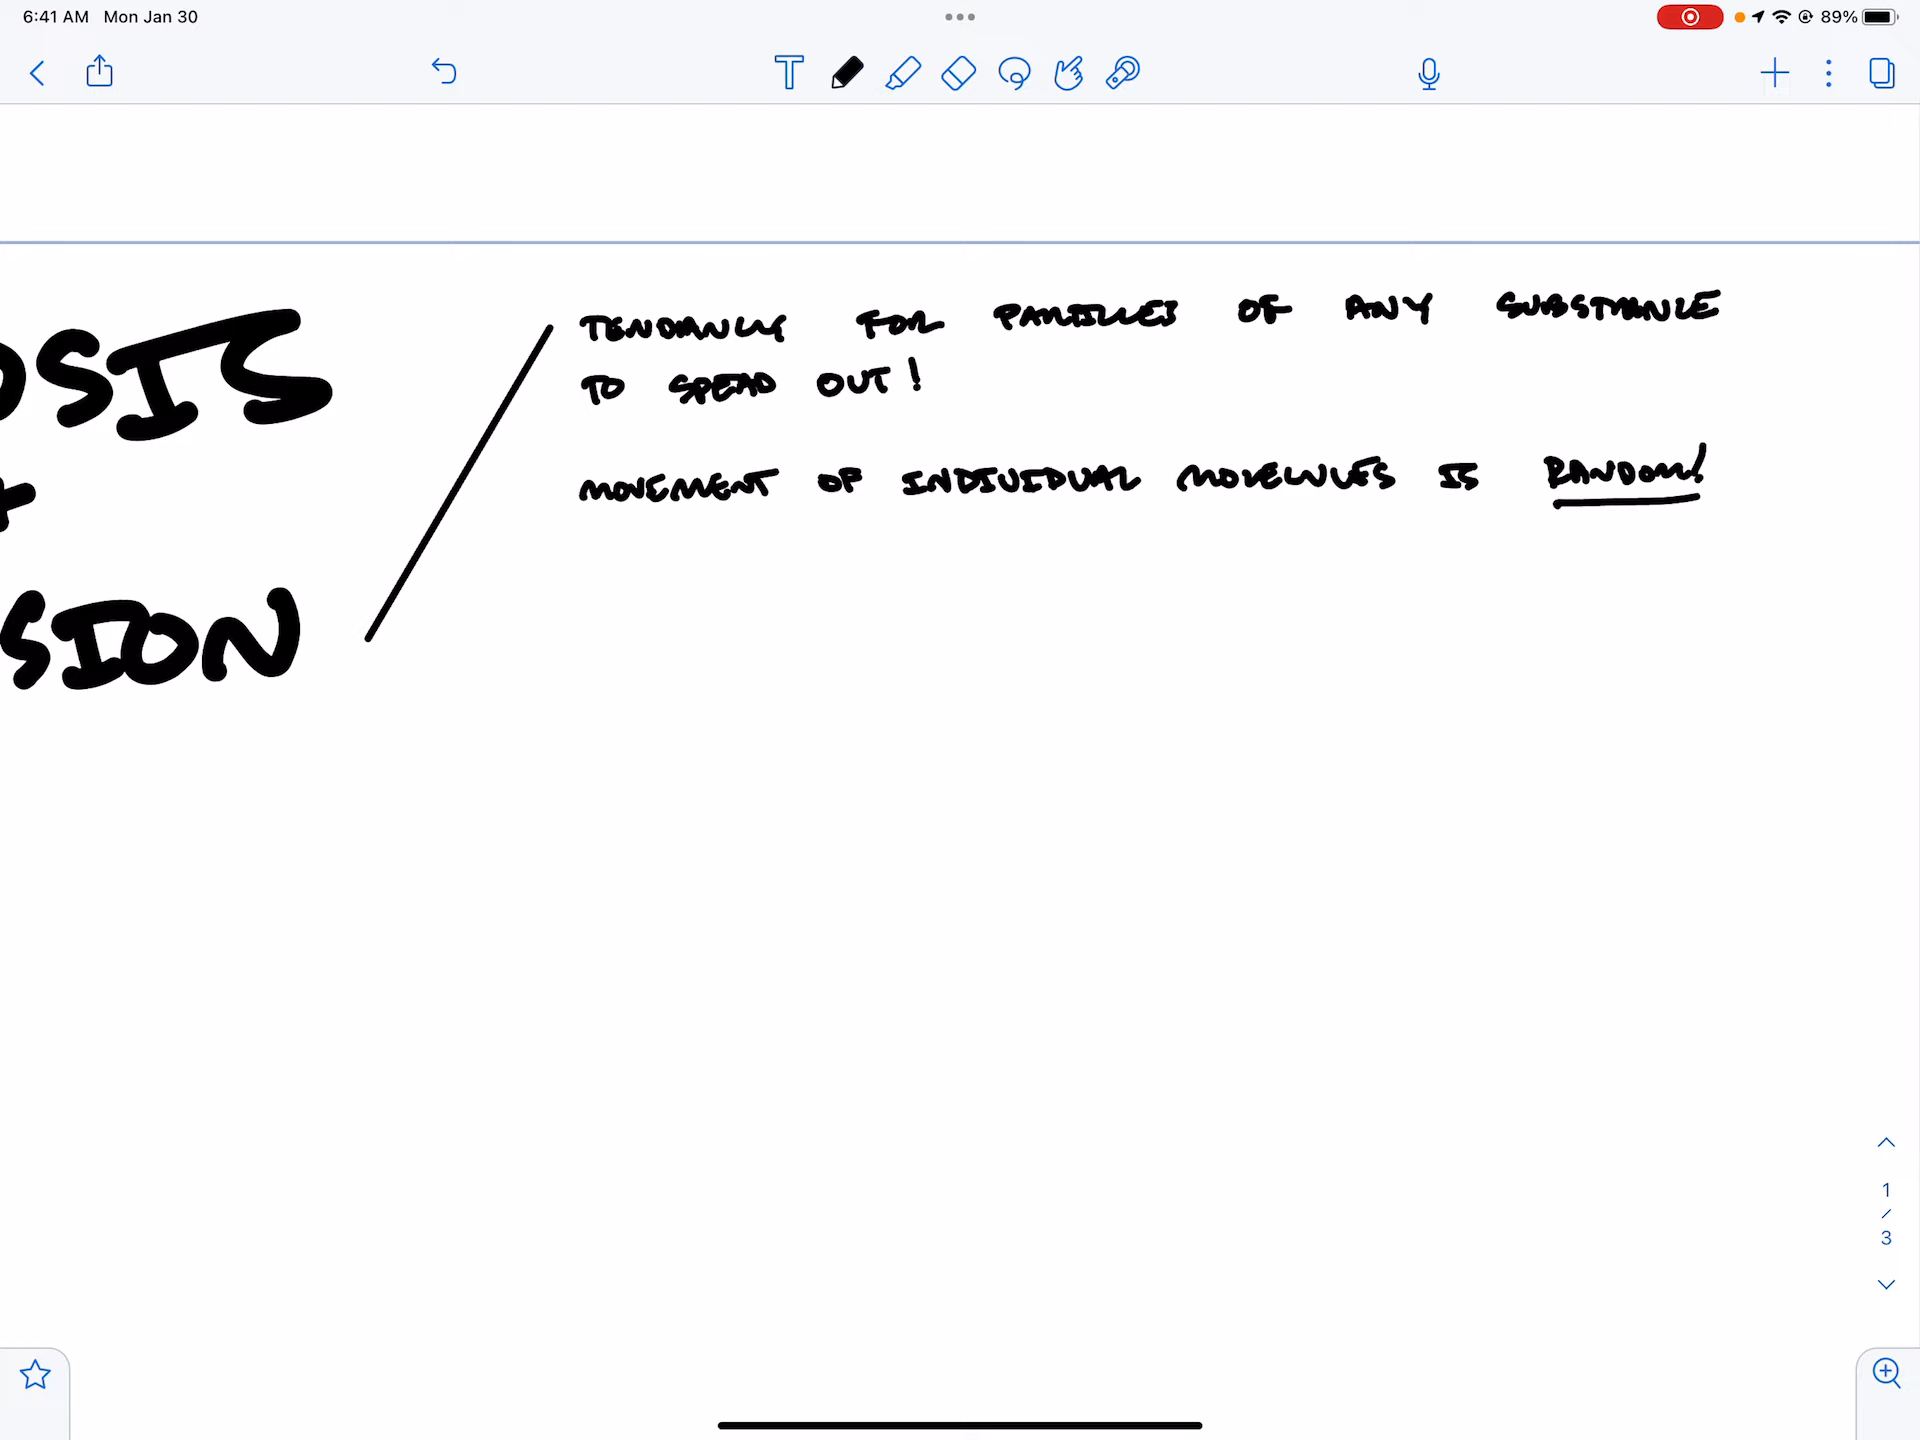 6:41 AM Mon Jan 30
89%
TENDANCY FOR PARTICLES OF ANY SUBSTANCE
TO SPEAD OUT!
OSIS
MOVEMENT OF INDIVIDUAL MOLECULES IS RANDOM!
+
SION
1
/
3